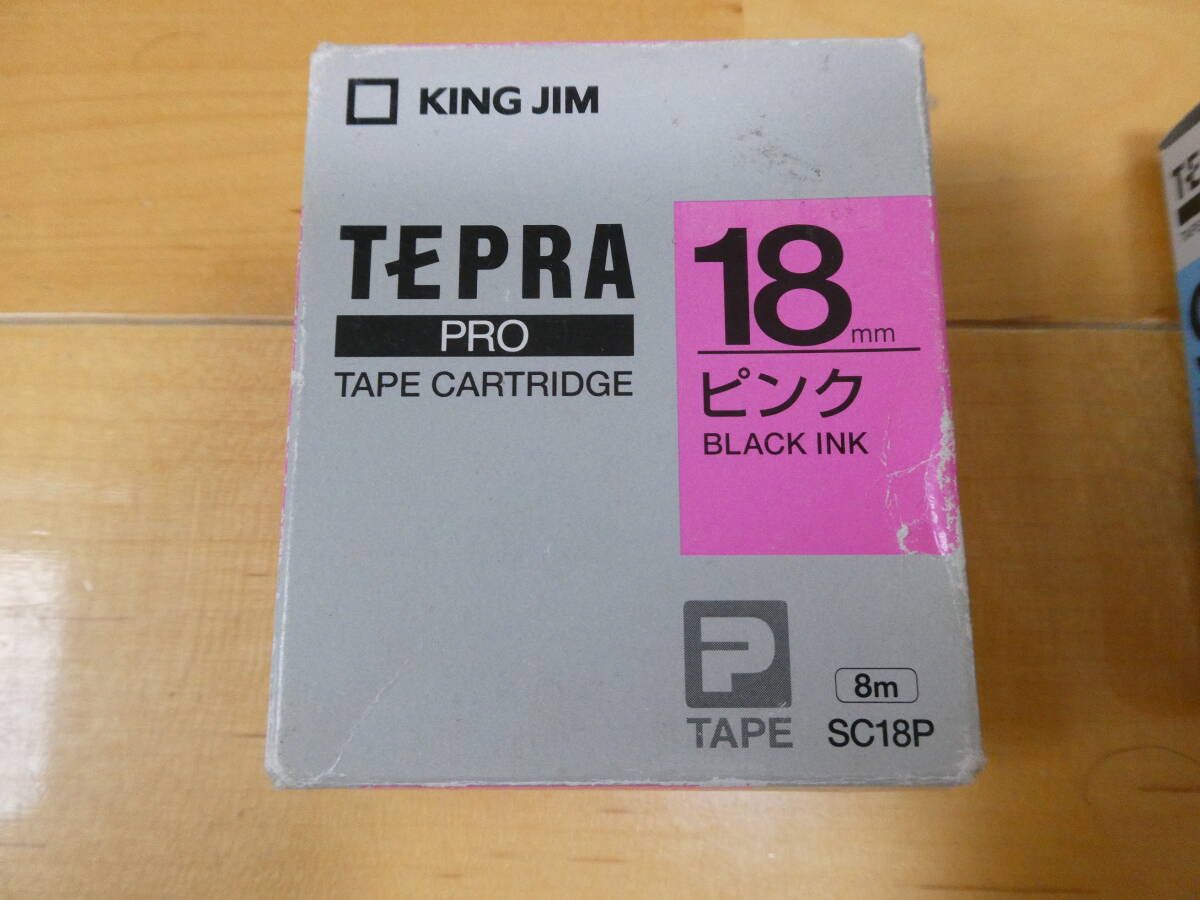 KING JIM
TEPRA
PRO
TAPE CARTRIDGE
18mm
ピンク
BLACK INK
TAPE
8m
SC18P